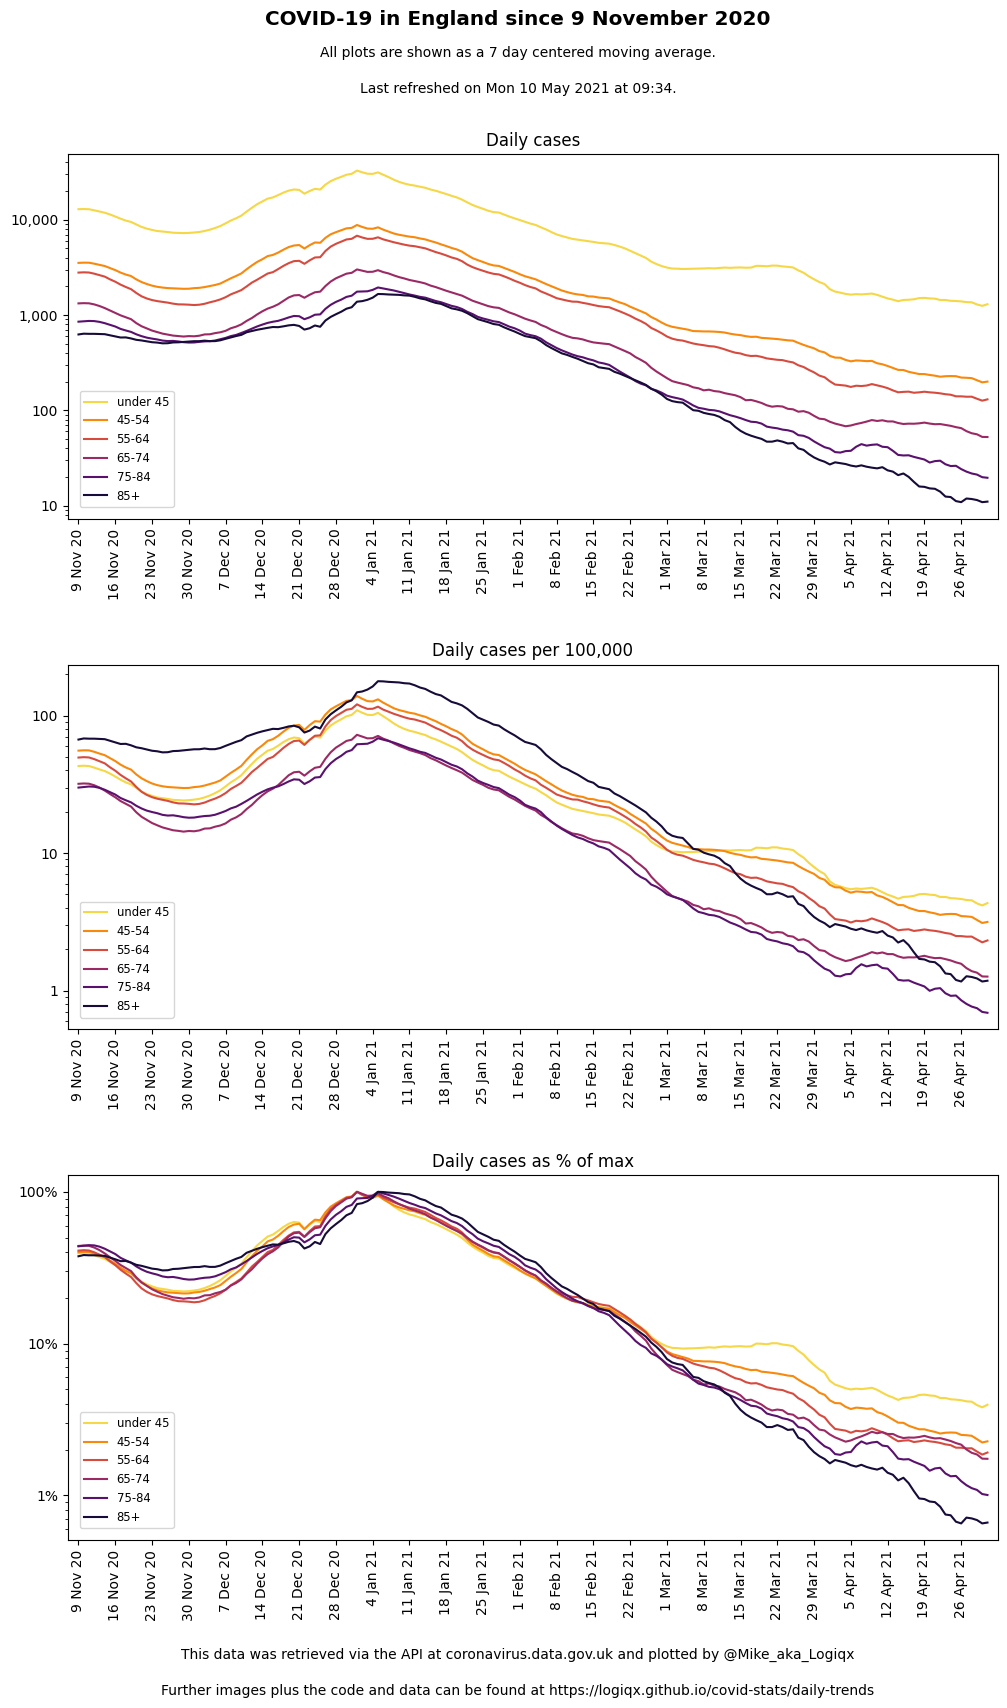 COVID-19 in England since 9 November 2020
All plots are shown as a 7 day centered moving average.
Last refreshed on Mon 10 May 2021 at 09:34.
Daily cases
10,000
1,000
100
10
under 45
45-54
55-64
65-74
75-84
85+
9 Nov 20
16 Nov 20
23 Nov 20
30 Nov 20
7 Dec 20
14 Dec 20
21 Dec 20
28 Dec 20
4 Jan 21
11 Jan 21
18 Jan 21
25 Jan 21
1 Feb 21
8 Feb 21
15 Feb 21
22 Feb 21
1 Mar 21
8 Mar 21
15 Mar 21
22 Mar 21
29 Mar 21
5 Apr 21
12 Apr 21
19 Apr 21
26 Apr 21
Daily cases per 100,000
100
10
1
under 45
45-54
55-64
65-74
75-84
85+
9 Nov 20
16 Nov 20
23 Nov 20
30 Nov 20
7 Dec 20
14 Dec 20
21 Dec 20
28 Dec 20
4 Jan 21
11 Jan 21
18 Jan 21
25 Jan 21
1 Feb 21
8 Feb 21
15 Feb 21
22 Feb 21
1 Mar 21
8 Mar 21
15 Mar 21
22 Mar 21
29 Mar 21
5 Apr 21
12 Apr 21
19 Apr 21
26 Apr 21
Daily cases as % of max
100%
10%
1%
under 45
45-54
55-64
65-74
75-84
85+
9 Nov 20
16 Nov 20
23 Nov 20
30 Nov 20
7 Dec 20
14 Dec 20
21 Dec 20
28 Dec 20
4 Jan 21
11 Jan 21
18 Jan 21
25 Jan 21
1 Feb 21
8 Feb 21
15 Feb 21
22 Feb 21
1 Mar 21
8 Mar 21
15 Mar 21
22 Mar 21
29 Mar 21
5 Apr 21
12 Apr 21
19 Apr 21
26 Apr 21
This data was retrieved via the API at coronavirus.data.gov.uk and plotted by @Mike_aka_Logiqx
Further images plus the code and data can be found at https://logiqx.github.io/covid-stats/daily-trends